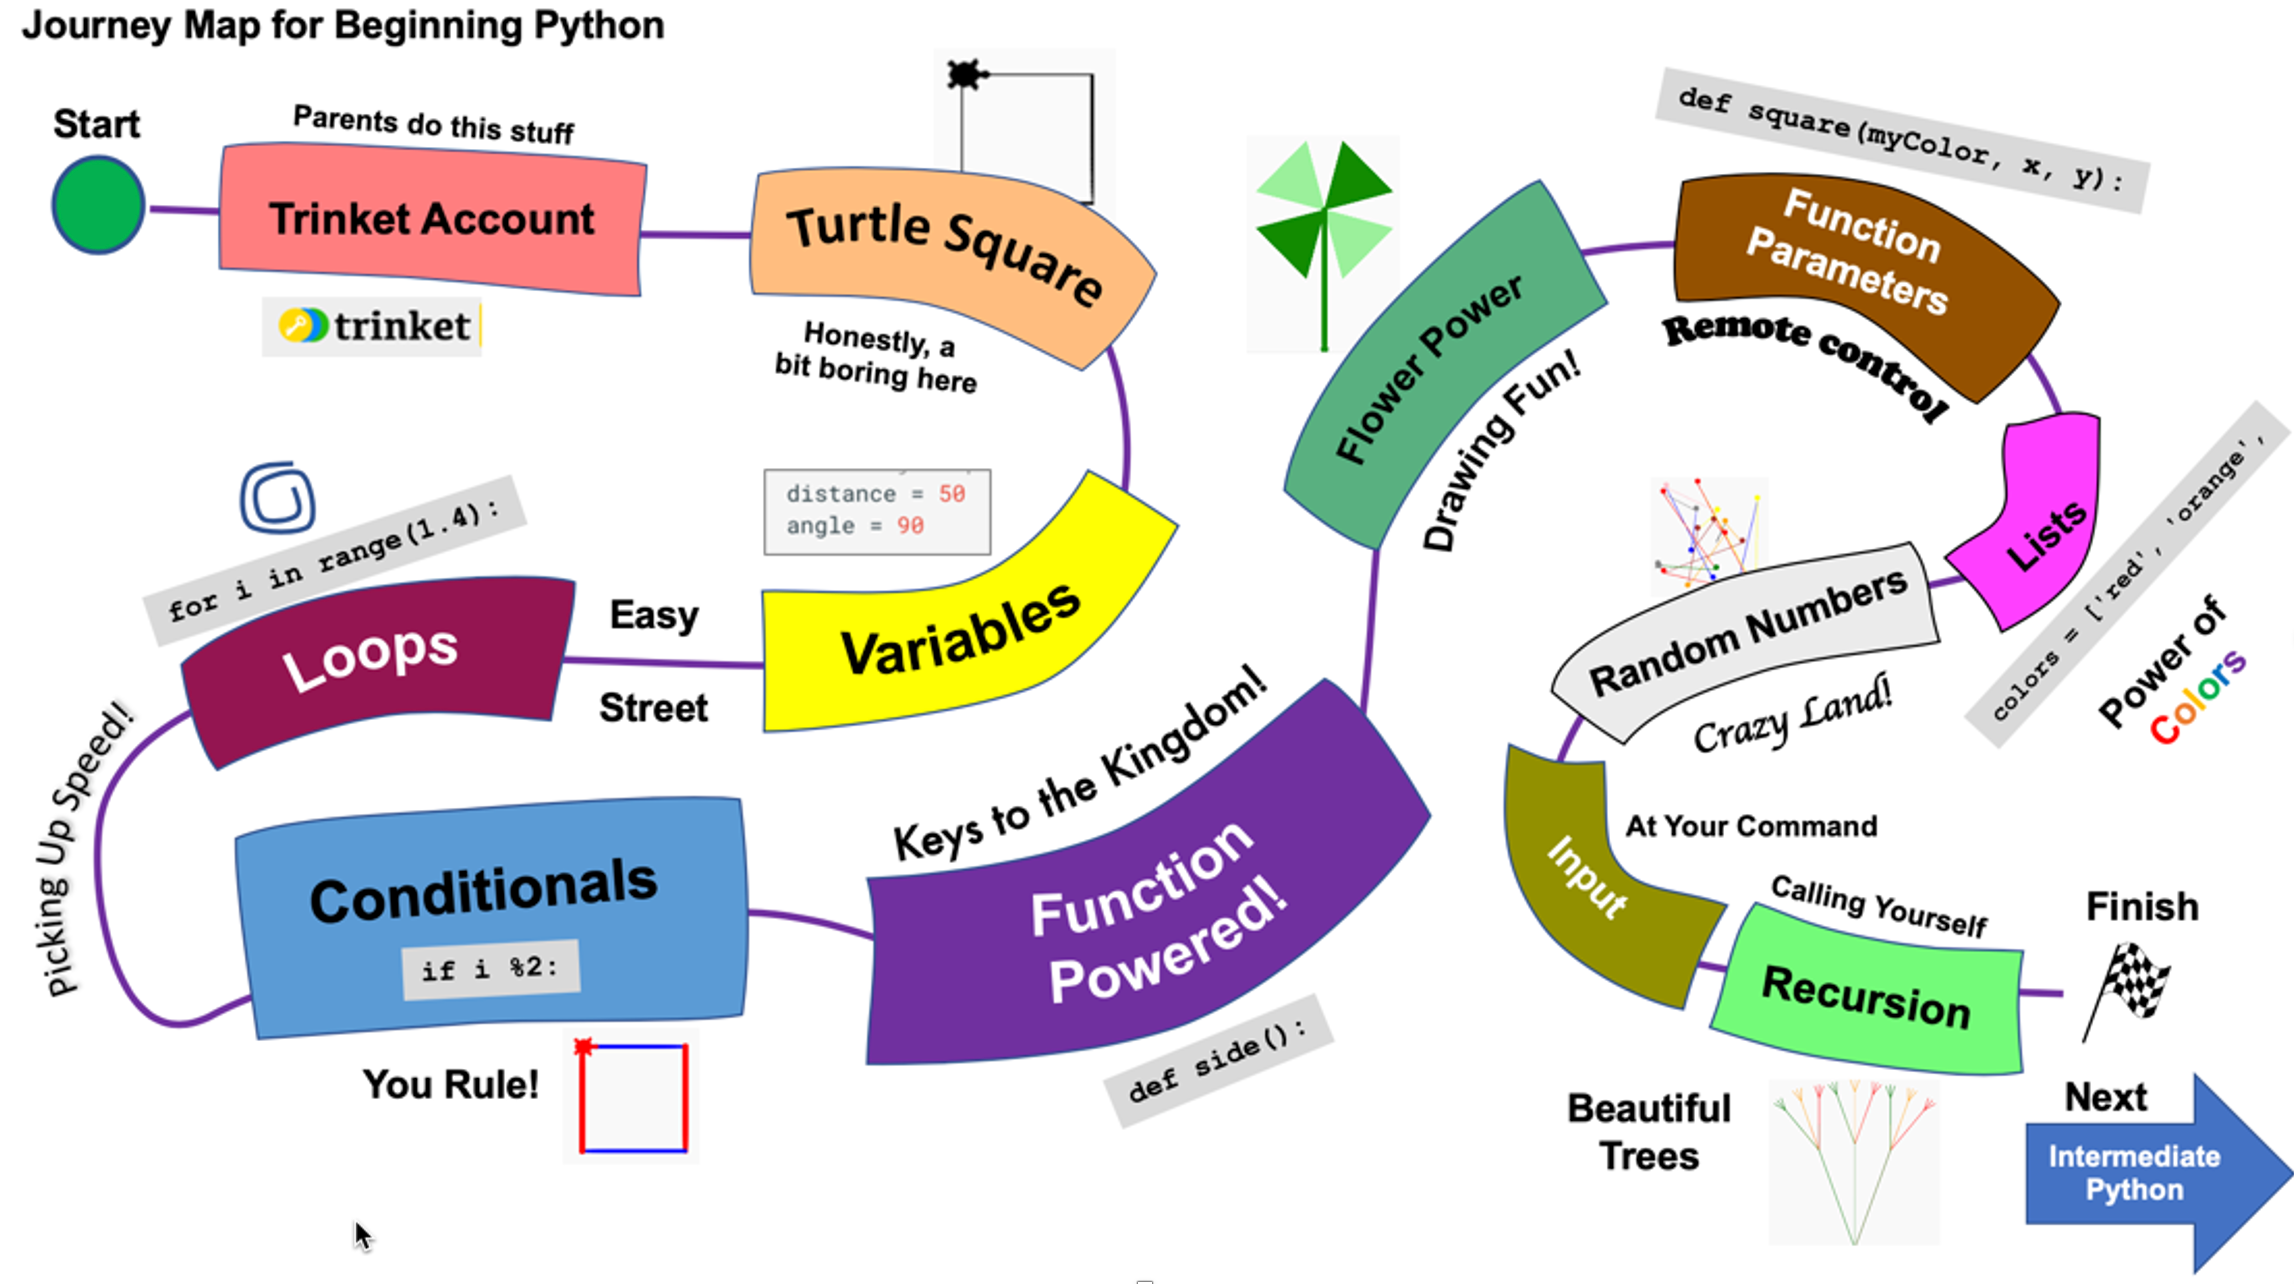 Journey Map for Beginning Python
Start
Parents do this stuff
Trinket Account
trinket
Turtle Square
Honestly, a
bit boring here
distance = 50
angle = 90
Variables
Easy
Street
for i in range(1.4):
Loops
Picking Up Speed!
Conditionals
if i %2:
You Rule!
Keys to the Kingdom!
Function
Powered!
def side():
Flower Power
Drawing Fun!
def square(myColor, x, y):
Function
Parameters
Remote control
Lists
colors = ['red', 'orange',
Power of
Colors
Random Numbers
Crazy Land!
Input
At Your Command
Calling Yourself
Recursion
Beautiful
Trees
Finish
Next
Intermediate
Python